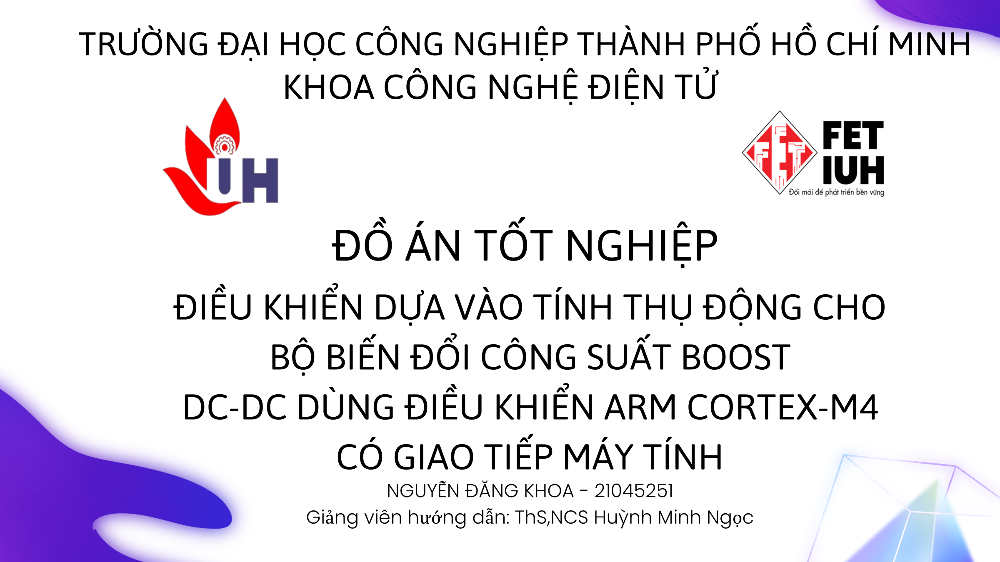 TRƯỜNG ĐẠI HỌC CÔNG NGHIỆP THÀNH PHỐ HỒ CHÍ MINH
KHOA CÔNG NGHỆ ĐIỆN TỬ
IUH
FET
FET
IUH
Đổi mới để phát triển bền vững
ĐỒ ÁN TỐT NGHIỆP
ĐIỀU KHIỂN DỰA VÀO TÍNH THỤ ĐỘNG CHO
BỘ BIẾN ĐỔI CÔNG SUẤT BOOST
DC-DC DÙNG ĐIỀU KHIỂN ARM CORTEX-M4
CÓ GIAO TIẾP MÁY TÍNH
NGUYỄN ĐĂNG KHOA - 21045251
Giảng viên hướng dẫn: ThS,NCS Huỳnh Minh Ngọc